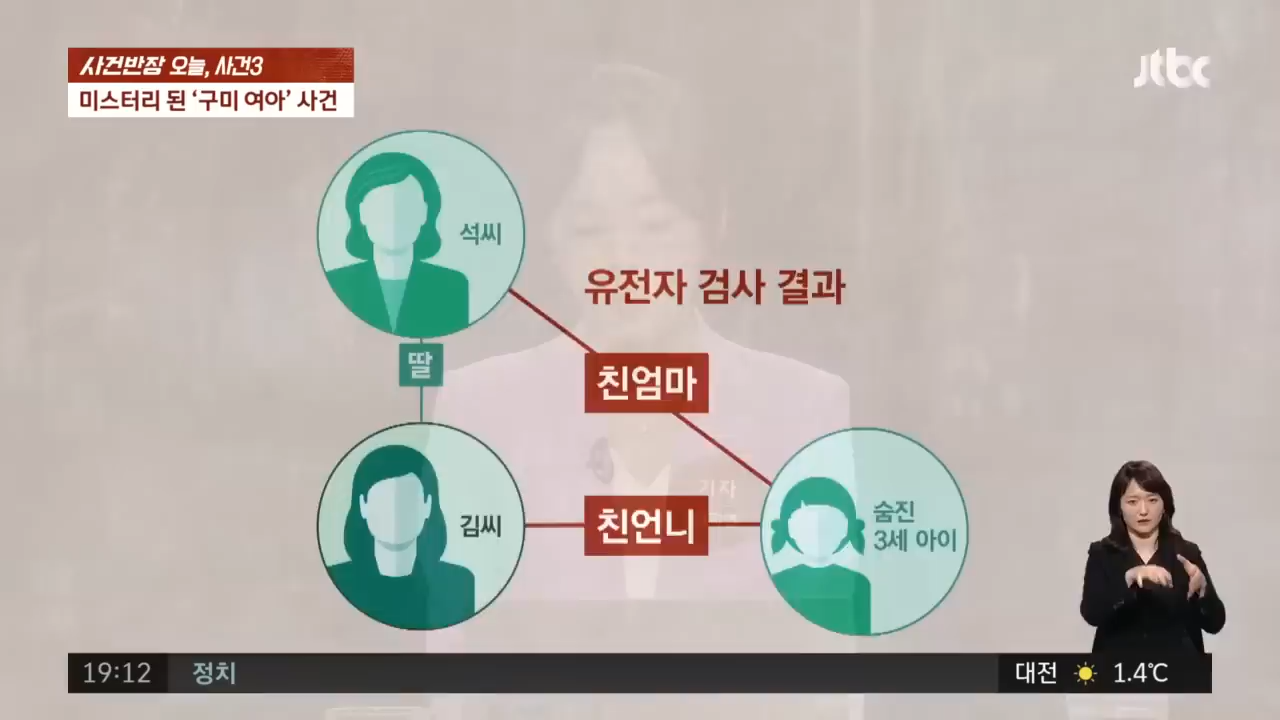 사건반장 오늘, 사건3
미스터리 된 ‘구미 여아’ 사건
jtbc
석씨
유전자 검사 결과
딸
친엄마
김씨
친언니
숨진
3세 아이
기자
19:12 정치
대전 1.4℃